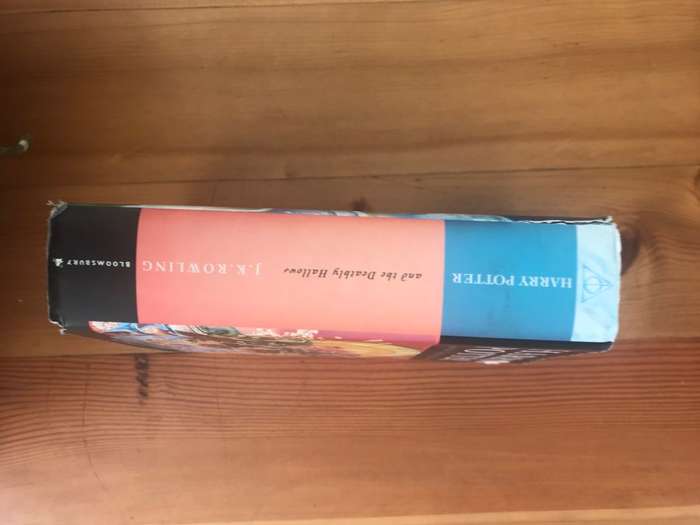 HARRY POTTER
and the Deathly Hallows
J.K. ROWLING
BLOOMSBURY